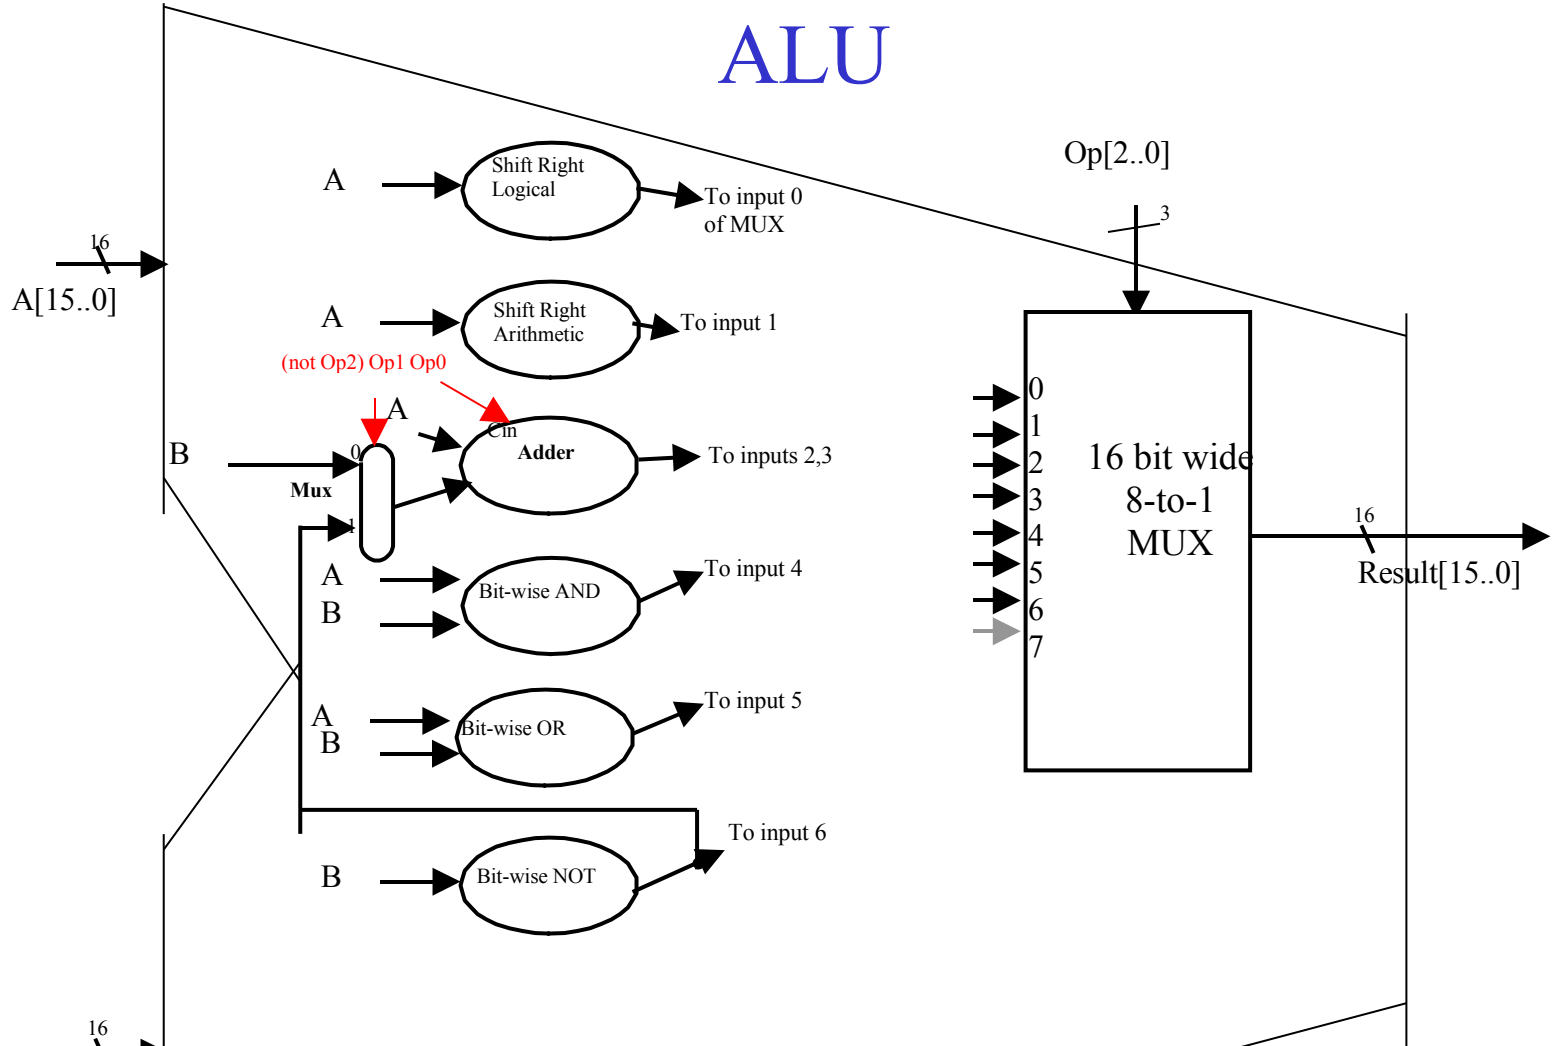 ALU
Op[2..0]
3
A
Shift Right
Logical
To input 0
of MUX
16
A[15..0]
A
Shift Right
Arithmetic
To input 1
(not Op2) Op1 Op0
A
Cin
Adder
To inputs 2,3
B
0
Mux
1
A
B
Bit-wise AND
To input 4
A
B
Bit-wise OR
To input 5
B
Bit-wise NOT
To input 6
0
1
2
3
4
5
6
7
16 bit wide
8-to-1
MUX
16
Result[15..0]
16